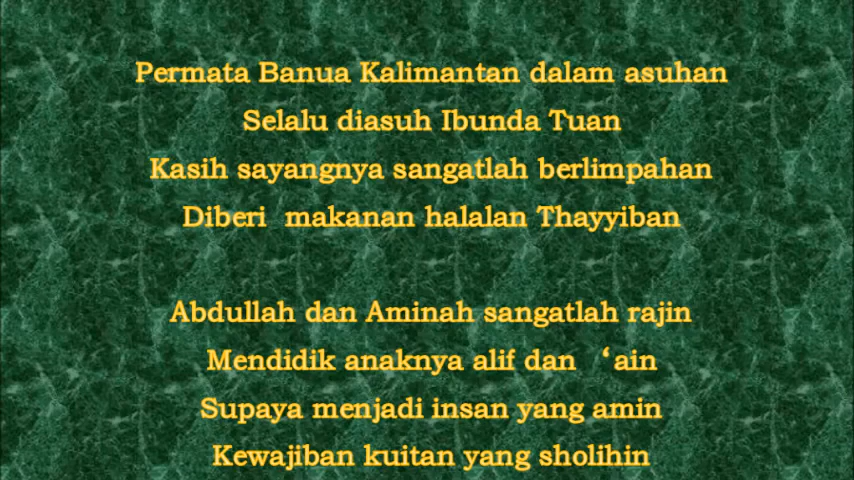 Permata Banua Kalimantan dalam asuhan
Selalu diasuh Ibunda Tuan
Kasih sayangnya sangatlah berlimpahan
Diberi  makanan halalan Thayyiban
Abdullah dan Aminah sangatlah rajin
Mendidik anaknya alif dan  ‘ain
Supaya menjadi insan yang amin
Kewajiban kuitan yang sholihin